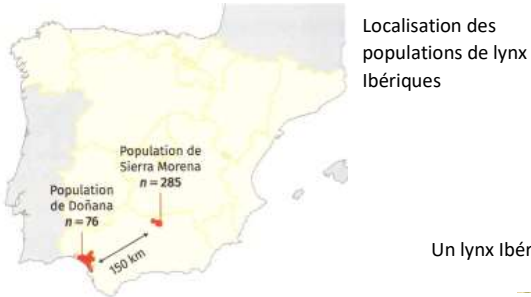 Localisation des
populations de lynx
Ibériques
Population de
Sierra Morena
n = 285
Population
de Doñana
n = 76
150 km
Un lynx Ibér